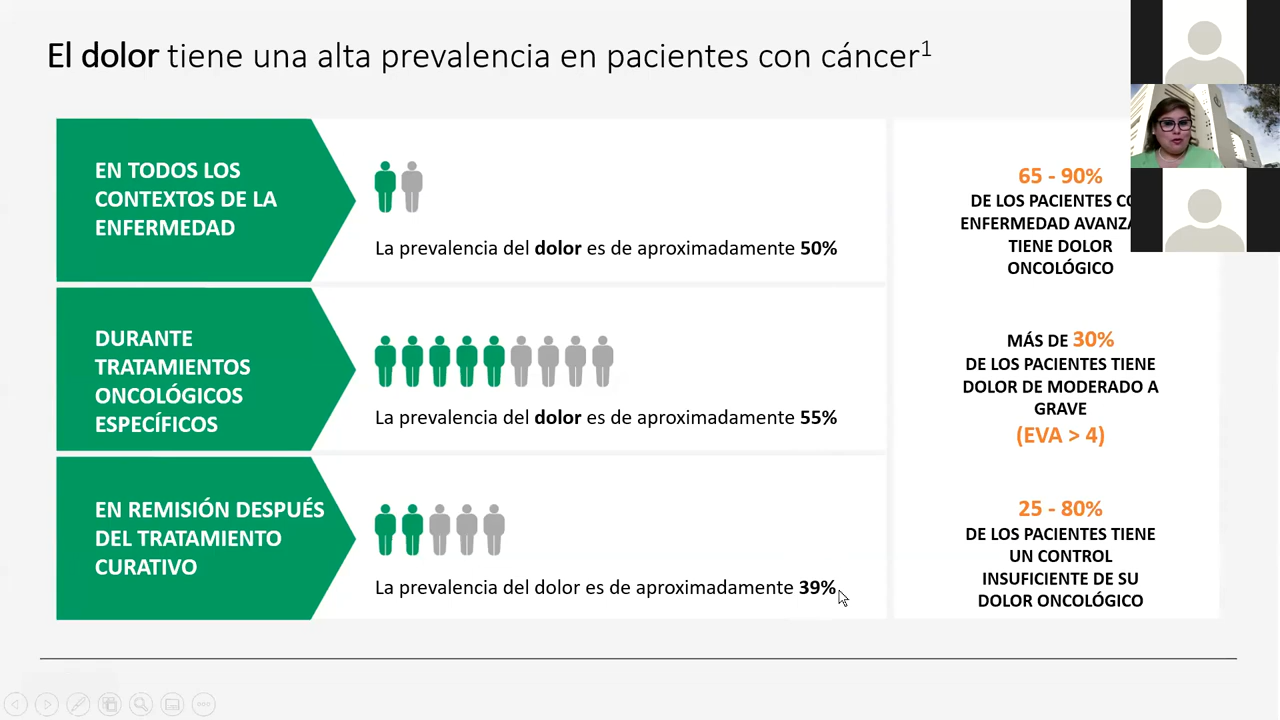 El dolor tiene una alta prevalencia en pacientes con cáncer¹
EN TODOS LOS
CONTEXTOS DE LA
ENFERMEDAD
La prevalencia del dolor es de aproximadamente 50%
DURANTE
TRATAMIENTOS
ONCOLÓGICOS
ESPECÍFICOS
La prevalencia del dolor es de aproximadamente 55%
EN REMISIÓN DESPUÉS
DEL TRATAMIENTO
CURATIVO
La prevalencia del dolor es de aproximadamente 39%
65 - 90%
DE LOS PACIENTES
ENFERMEDAD
TIENE DOLOR
ONCOLÓGICO
MÁS DE 30%
DE LOS PACIENTES TIENE
DOLOR DE MODERADO A
GRAVE
(EVA > 4)
25 - 80%
DE LOS PACIENTES TIENE
UN CONTROL
INSUFICIENTE DE SU
DOLOR ONCOLÓGICO